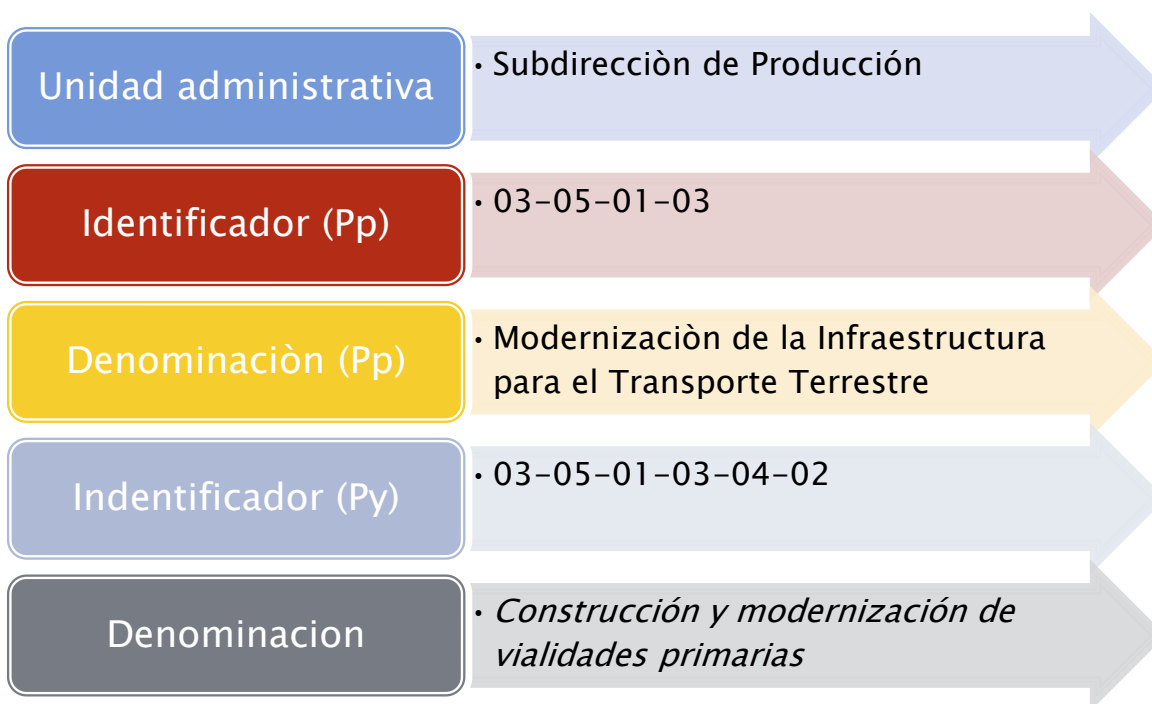 Unidad administrativa
• Subdirecciòn de Producción
Identificador (Pp)
• 03-05-01-03
Denominaciòn (Pp)
• Modernizaciòn de la Infraestructura
para el Transporte Terrestre
Indentificador (Py)
• 03-05-01-03-04-02
Denominacion
• Construcción y modernización de
vialidades primarias